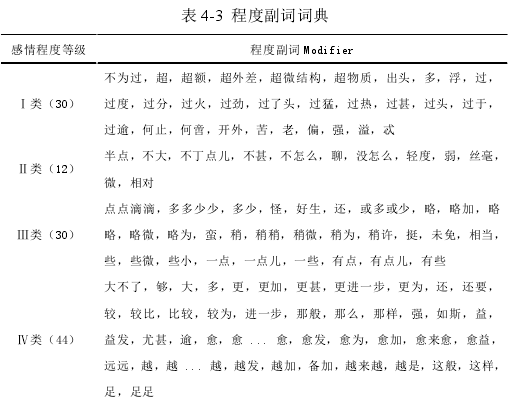 表 4-3 程度副词词典
感情程度等级 程度副词 Modifier
不为过，超，超额，超外差，超微结构，超物质，出头，多，浮，过，
Ⅰ类（30） 过度，过分，过火，过劲，过了头，过猛，过热，过甚，过头，过于，
过逾，何止，何啻，开外，苦，老，偏，强，溢，忒
Ⅱ类（12） 半点，不大，不丁点儿，不甚，不怎么，聊，没怎么，轻度，弱，丝毫，
微，相对
点点滴滴，多多少少，多少，怪，好生，还，或多或少，略，略加，略
Ⅲ类（30） 略，略微，略为，蛮，稍，稍稍，稍微，稍为，稍许，挺，未免，相当，
些，些微，些小，一点，一点儿，一些，有点，有点儿，有些
大不了，够，大，多，更，更加，更甚，更进一步，更为，还，还要，
较，较比，比较，较为，进一步，那般，那么，那样，强，如斯，益，
Ⅳ类（44） 益发，尤甚，逾，愈，愈 ... 愈，愈发，愈为，愈加，愈来愈，愈益，
远远，越，越 ... 越，越发，越加，备加，越来越，越是，这般，这样，
足，足足